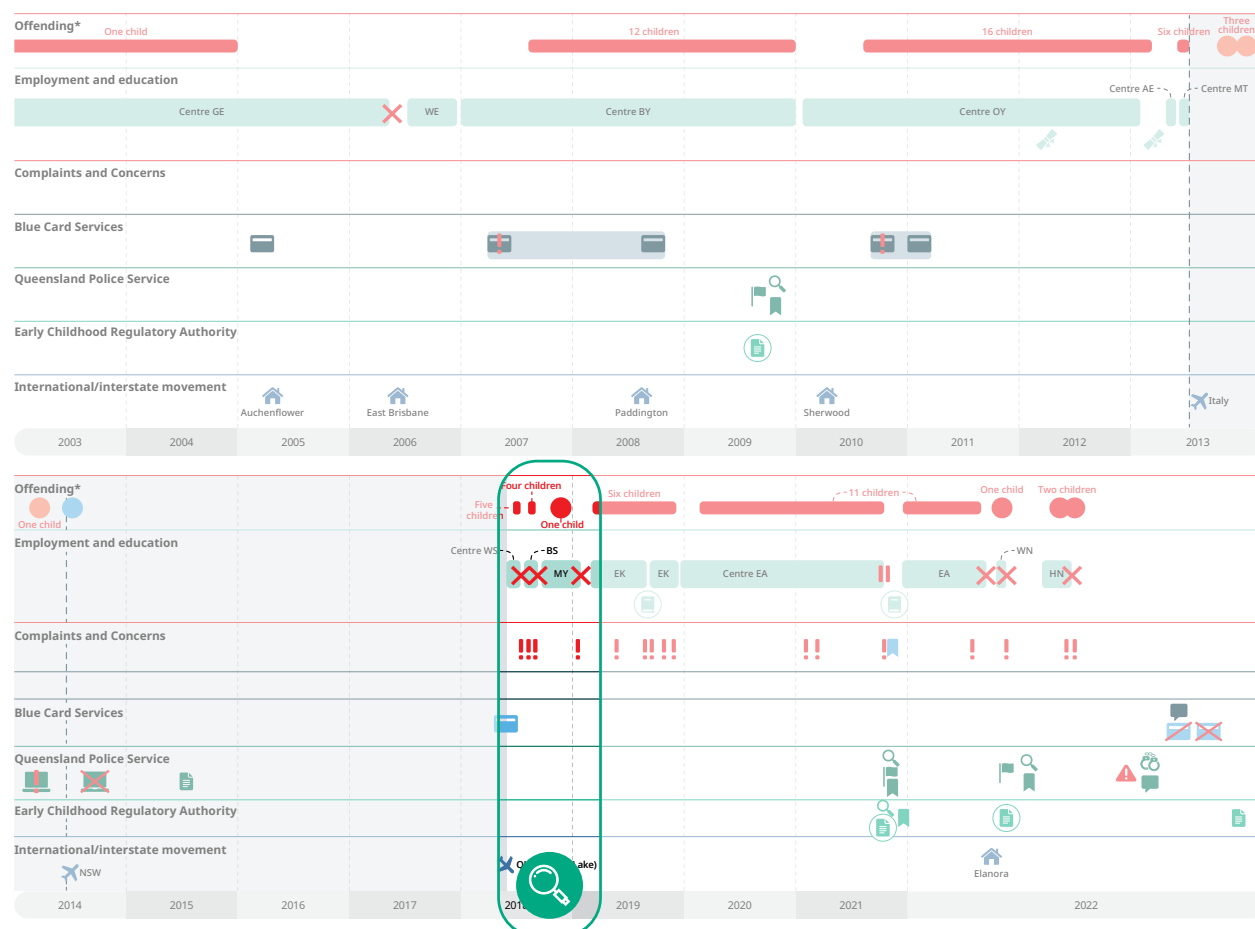 Offending*
One child
12 children
16 children
Six children
Three
children
Employment and education
Centre AE
Centre MT
Centre GE
WE
Centre BY
Centre OY
Complaints and Concerns
Blue Card Services
Queensland Police Service
Early Childhood Regulatory Authority
International/interstate movement
Auchenflower
East Brisbane
Paddington
Sherwood
Italy
2003
2004
2005
2006
2007
2008
2009
2010
2011
2012
2013
Offending*
One child
Five
children
Four children
One child
Six children
11 children
One child
Two children
Employment and education
Centre WS
BS
WN
MY
EK
EK
Centre EA
EA
HN
Complaints and Concerns
Blue Card Services
Queensland Police Service
Early Childhood Regulatory Authority
International/interstate movement
NSW
ake)
Elanora
2014
2015
2016
2017
2018
2019
2020
2021
2022